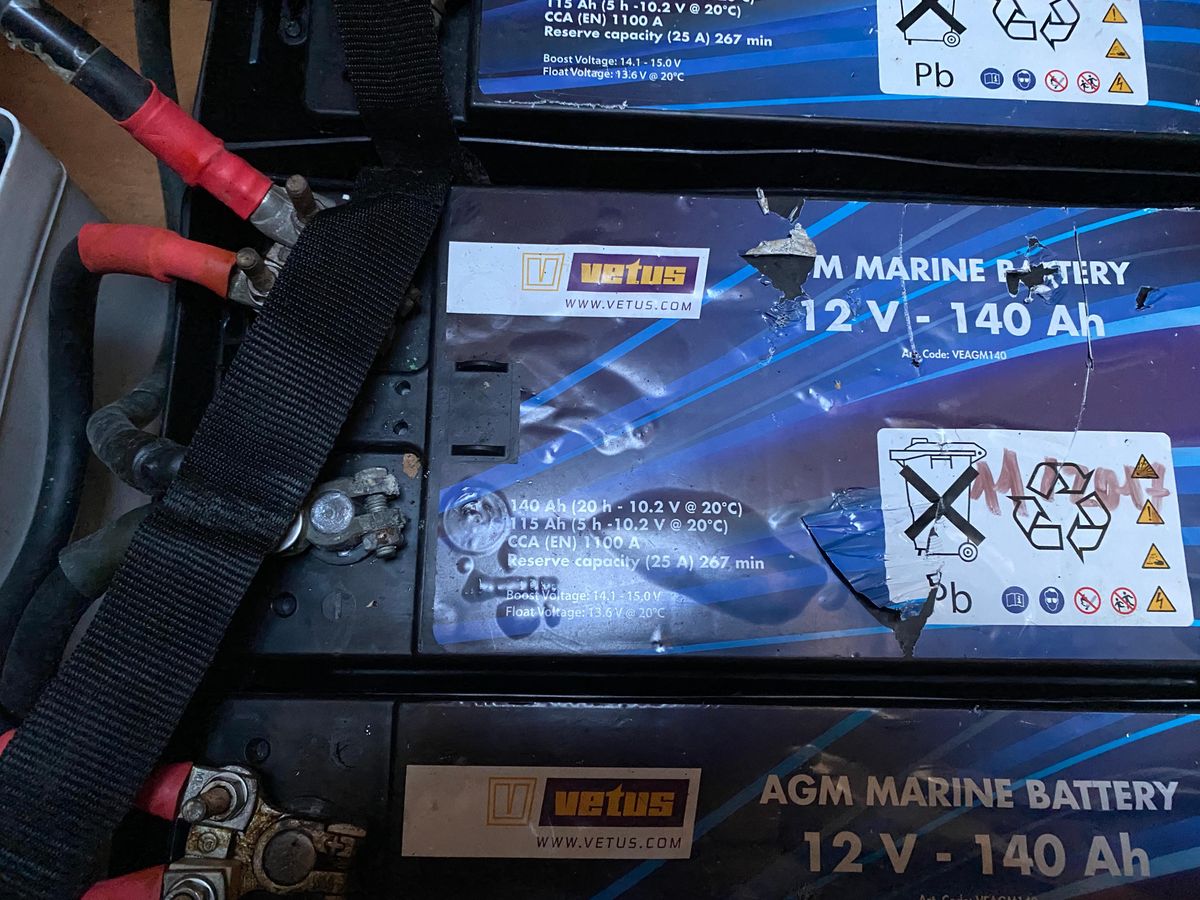 115 Ah (5 h -10.2 V @ 20°C)
CCA (EN) 1100 A
Reserve capacity (25 A) 267 min
Boost Voltage: 14.1 - 15.0 V
Float Voltage: 13.6 V @ 20°C
Pb
vetus
WWW.VETUS.COM
M MARINE BATTERY
12 V - 140 Ah
Art. Code: VEAGM140
140 Ah (20 h - 10.2 V @ 20°C)
115 Ah (5 h -10.2 V @ 20°C)
CCA (EN) 1100 A
Reserve capacity (25 A) 267 min
Boost Voltage: 14.1 - 15.0 V
Float Voltage: 13.6 V @ 20°C
Pb
vetus
WWW.VETUS.COM
AGM MARINE BATTERY
12 V - 140 Ah